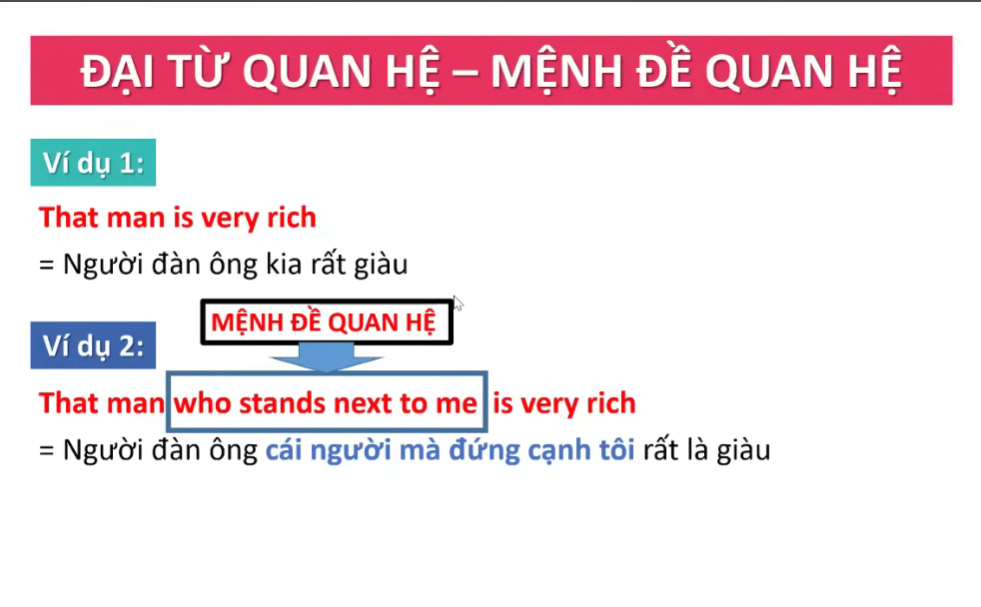 ĐẠI TỪ QUAN HỆ – MỆNH ĐỀ QUAN HỆ
Ví dụ 1:
That man is very rich
= Người đàn ông kia rất giàu
MỆNH ĐỀ QUAN HỆ
Ví dụ 2:
That man who stands next to me is very rich
= Người đàn ông cái người mà đứng cạnh tôi rất là giàu